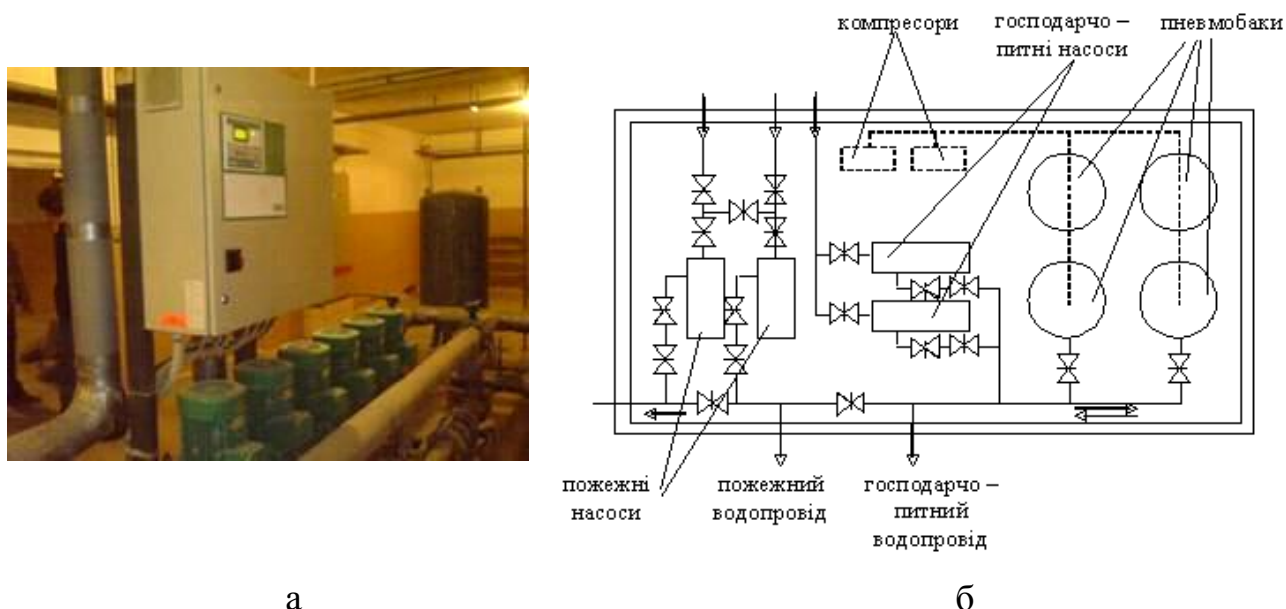 компресори
господарчо –
питні насоси
пневмобаки
пожежні
насоси
пожежний
водопровід
господарчо –
питний
водопровід
а
б